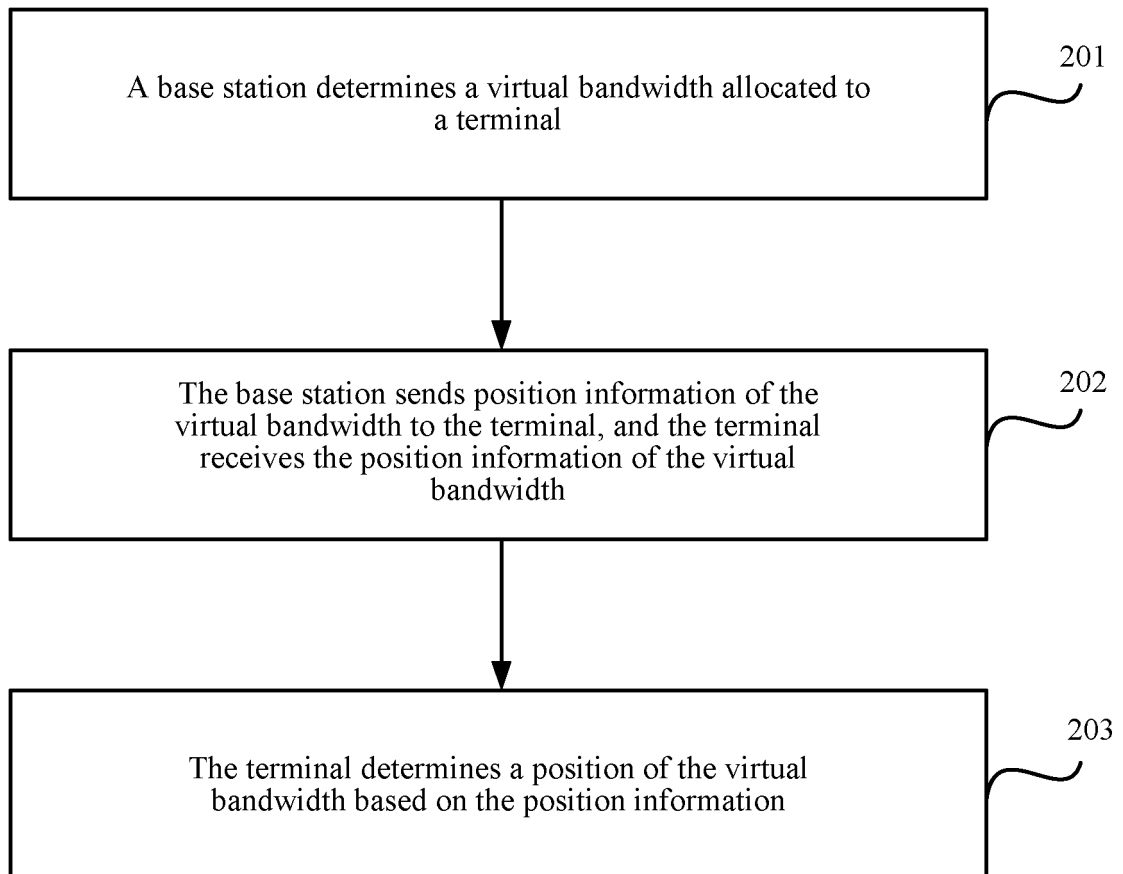 A base station determines a virtual bandwidth allocated to
a terminal
201
The base station sends position information of the
virtual bandwidth to the terminal, and the terminal
receives the position information of the virtual
bandwidth
202
The terminal determines a position of the virtual
bandwidth based on the position information
203